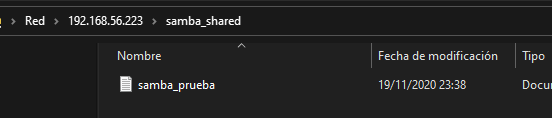 Red > 192.168.56.223 > samba_shared
Nombre Fecha de modificación Tipo
samba_prueba 19/11/2020 23:38 Docu